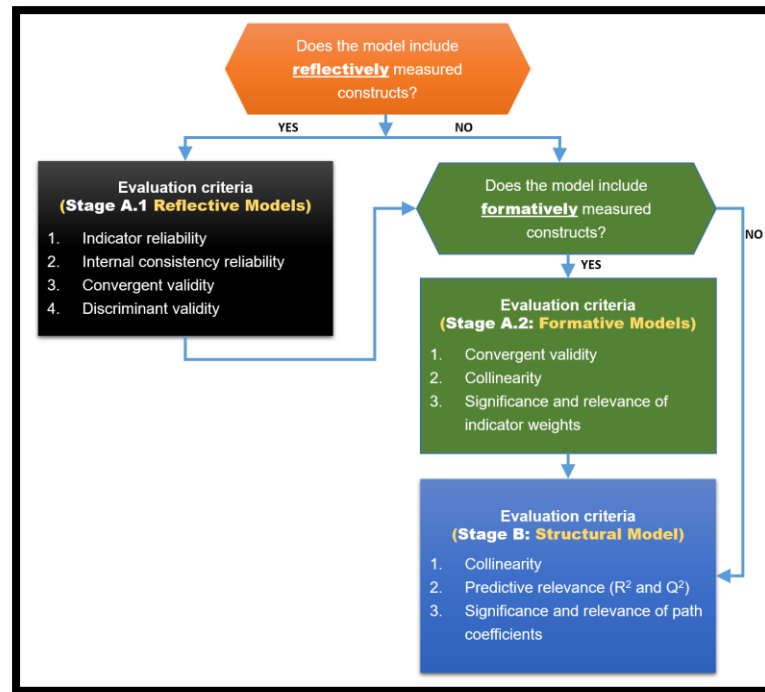 Does the model include
reflectively measured
constructs?
YES
NO
Evaluation criteria
(Stage A.1 Reflective Models)
1. Indicator reliability
2. Internal consistency reliability
3. Convergent validity
4. Discriminant validity
Does the model include
formatively measured
constructs?
NO
YES
Evaluation criteria
(Stage A.2: Formative Models)
1. Convergent validity
2. Collinearity
3. Significance and relevance of
indicator weights
Evaluation criteria
(Stage B: Structural Model)
1. Collinearity
2. Predictive relevance (R² and Q²)
3. Significance and relevance of path
coefficients